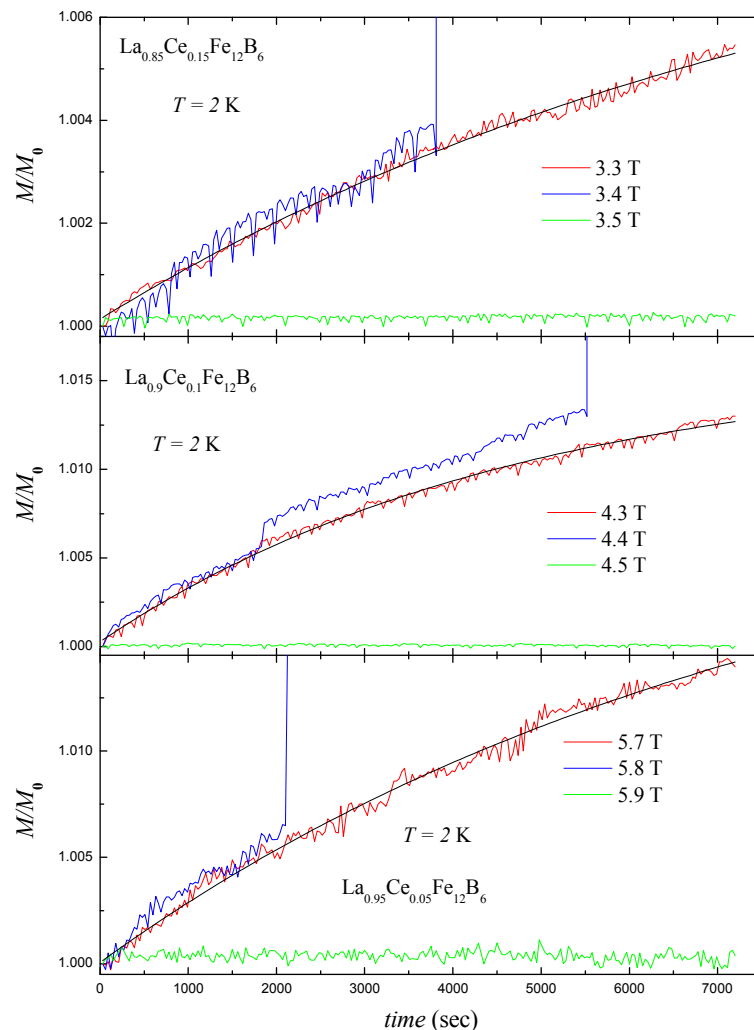 1.006
La0.85Ce0.15Fe12B6
T = 2 K
1.004
M/M0
3.3 T
3.4 T
3.5 T
1.002
1.000
1.015
La0.9Ce0.1Fe12B6
T = 2 K
1.010
M/M0
4.3 T
4.4 T
4.5 T
1.005
1.000
1.010
M/M0
5.7 T
5.8 T
5.9 T
1.005
T = 2 K
La0.95Ce0.05Fe12B6
1.000
0 1000 2000 3000 4000 5000 6000 7000
time (sec)